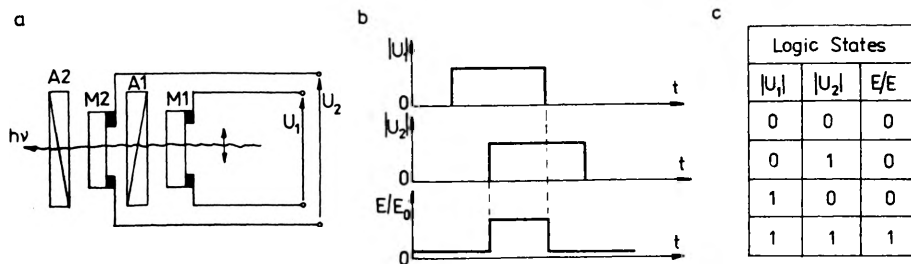 a
A2
M2
A1
M1
U₁
U₂
hν
b
|U₁|
0
t
|U₂|
0
t
E/E₀
0
t
c
Logic States
|U₁| |U₂| E/E
0 0 0
0 1 0
1 0 0
1 1 1